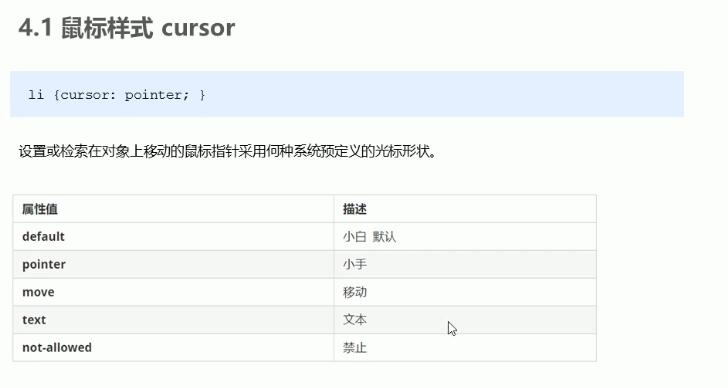 4.1 鼠标样式 cursor
li {cursor: pointer; }
设置或检索在对象上移动的鼠标指针采用何种系统预定义的光标形状。
属性值 描述
default 小白 默认
pointer 小手
move 移动
text 文本
not-allowed 禁止